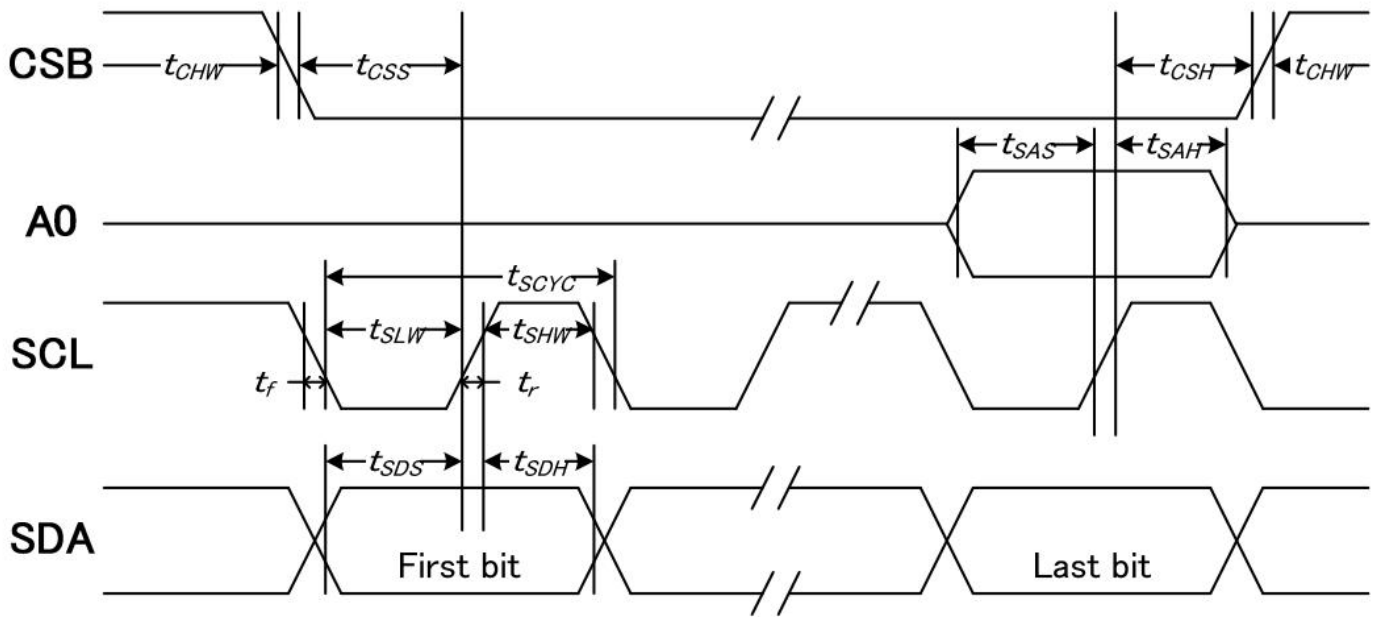 CSB tCHW tCSS tCSH tCHW
tSAS tSAH
A0
tSCYC
SCL tSLW tSHW
tf tr
tSDS tSDH
SDA First bit Last bit